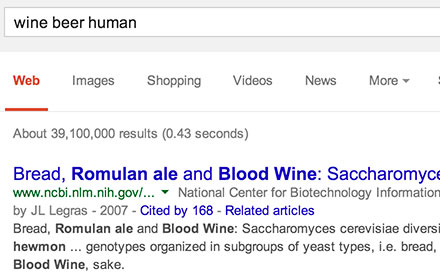 wine beer human
Web Images Shopping Videos News More
About 39,100,000 results (0.43 seconds)
Bread, Romulan ale and Blood Wine: Saccharomyce
www.ncbi.nlm.nih.gov/... National Center for Biotechnology Information
by JL Legras - 2007 - Cited by 168 - Related articles
Bread, Romulan ale and Blood Wine: Saccharomyces cerevisiae diversi
hewmon ... genotypes organized in subgroups of yeast types, i.e. bread,
Blood Wine, sake.